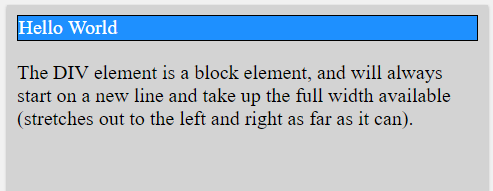 Hello World
The DIV element is a block element, and will always
start on a new line and take up the full width available
(stretches out to the left and right as far as it can).